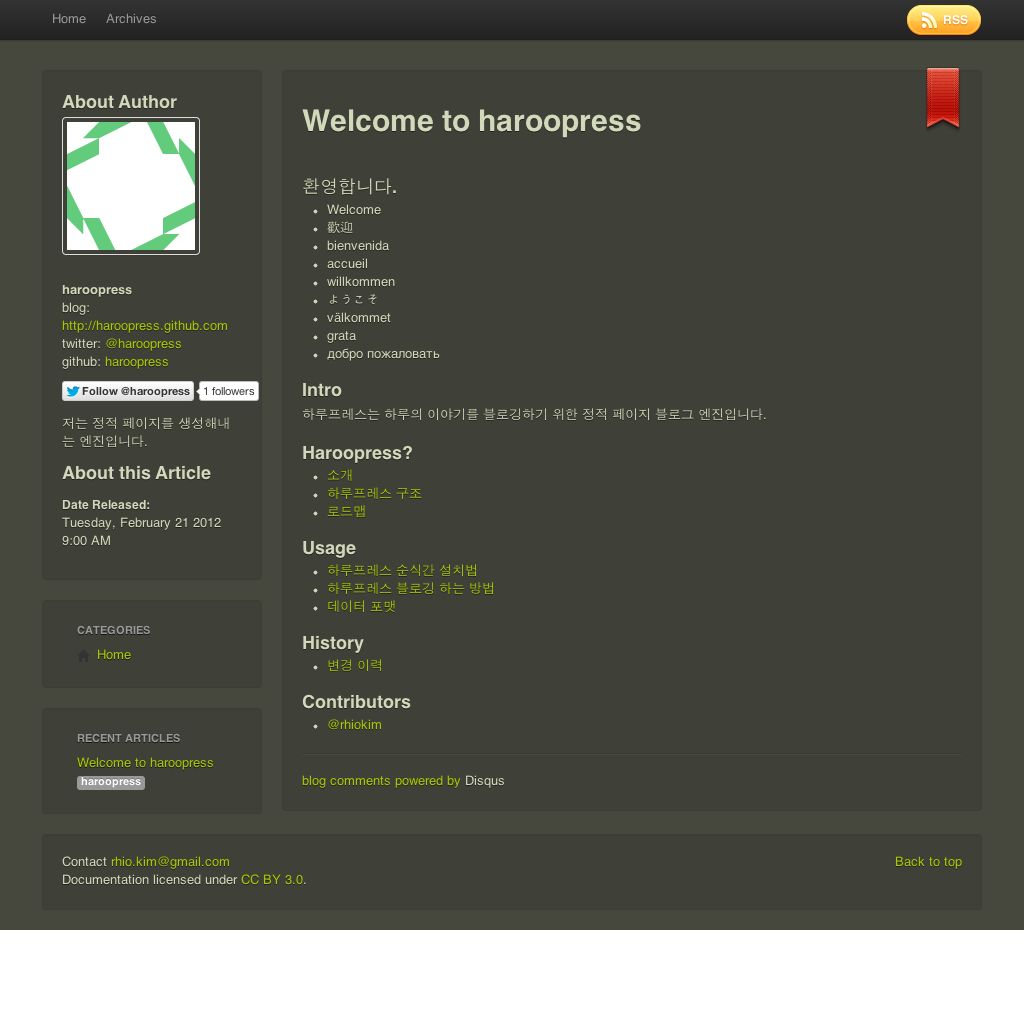 Home Archives RSS
About Author
haroopress
blog:
http://haroopress.github.com
twitter: @haroopress
github: haroopress
Follow @haroopress 1 followers
저는 정적 페이지를 생성해내
는 엔진입니다.
About this Article
Date Released:
Tuesday, February 21 2012
9:00 AM
CATEGORIES
Home
RECENT ARTICLES
Welcome to haroopress
haroopress
Welcome to haroopress
환영합니다.
Welcome
歡迎
bienvenida
accueil
willkommen
ようこそ
välkommet
grata
добро пожаловать
Intro
하루프레스는 하루의 이야기를 블로깅하기 위한 정적 페이지 블로그 엔진입니다.
Haroopress?
소개
하루프레스 구조
로드맵
Usage
하루프레스 순식간 설치법
하루프레스 블로깅 하는 방법
데이터 포맷
History
변경 이력
Contributors
@rhiokim
blog comments powered by Disqus
Contact rhio.kim@gmail.com
Documentation licensed under CC BY 3.0.
Back to top